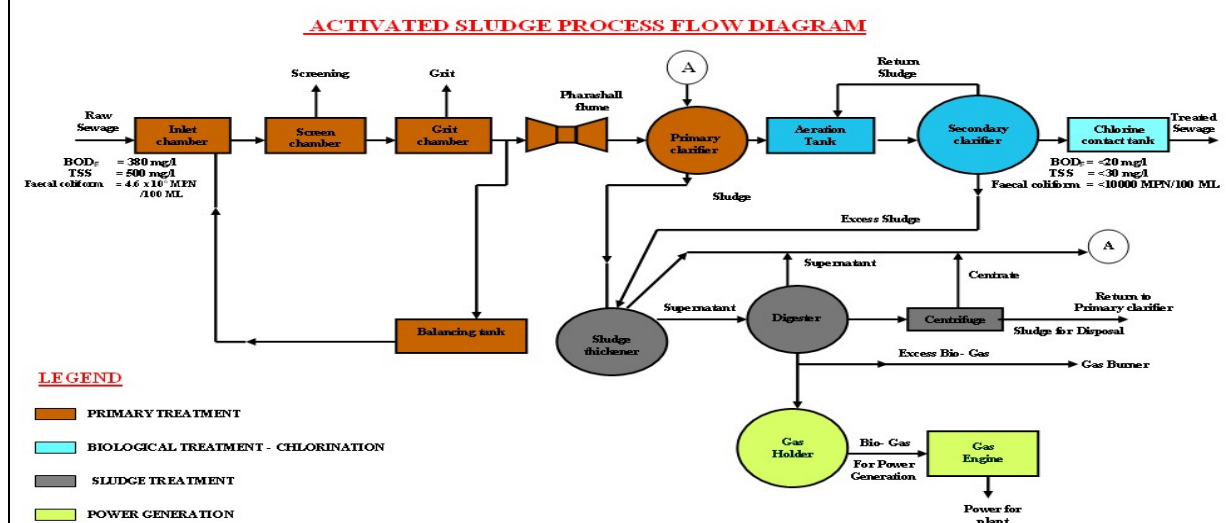 ACTIVATED SLUDGE PROCESS FLOW DIAGRAM
Screening
Grit
Pharashall
flume
A
Return
Sludge
Raw
Sewage
Inlet
chamber
Screen
chamber
Grit
chamber
Primary
clarifier
Aeration
Tank
Secondary
clarifier
Chlorine
contact tank
Treated
Sewage
BOD5 = 380 mg/l
TSS = 500 mg/l
Faecal coliform = 4.6 x 10 MPN
/100 ML
BOD5 = <20 mg/l
TSS = <30 mg/l
Faecal coliform = <10000 MPN/100 ML
Sludge
Excess Sludge
A
Supernatant
Centrate
Supernatant
Return to
Primary clarifier
Balancing tank
Sludge
thickener
Digester
Centrifuge
Sludge for Disposal
Excess Bio- Gas
Gas Burner
LEGEND
PRIMARY TREATMENT
BIOLOGICAL TREATMENT - CHLORINATION
SLUDGE TREATMENT
POWER GENERATION
Gas
Holder
Bio- Gas
For Power
Generation
Gas
Engine
Power for
plant